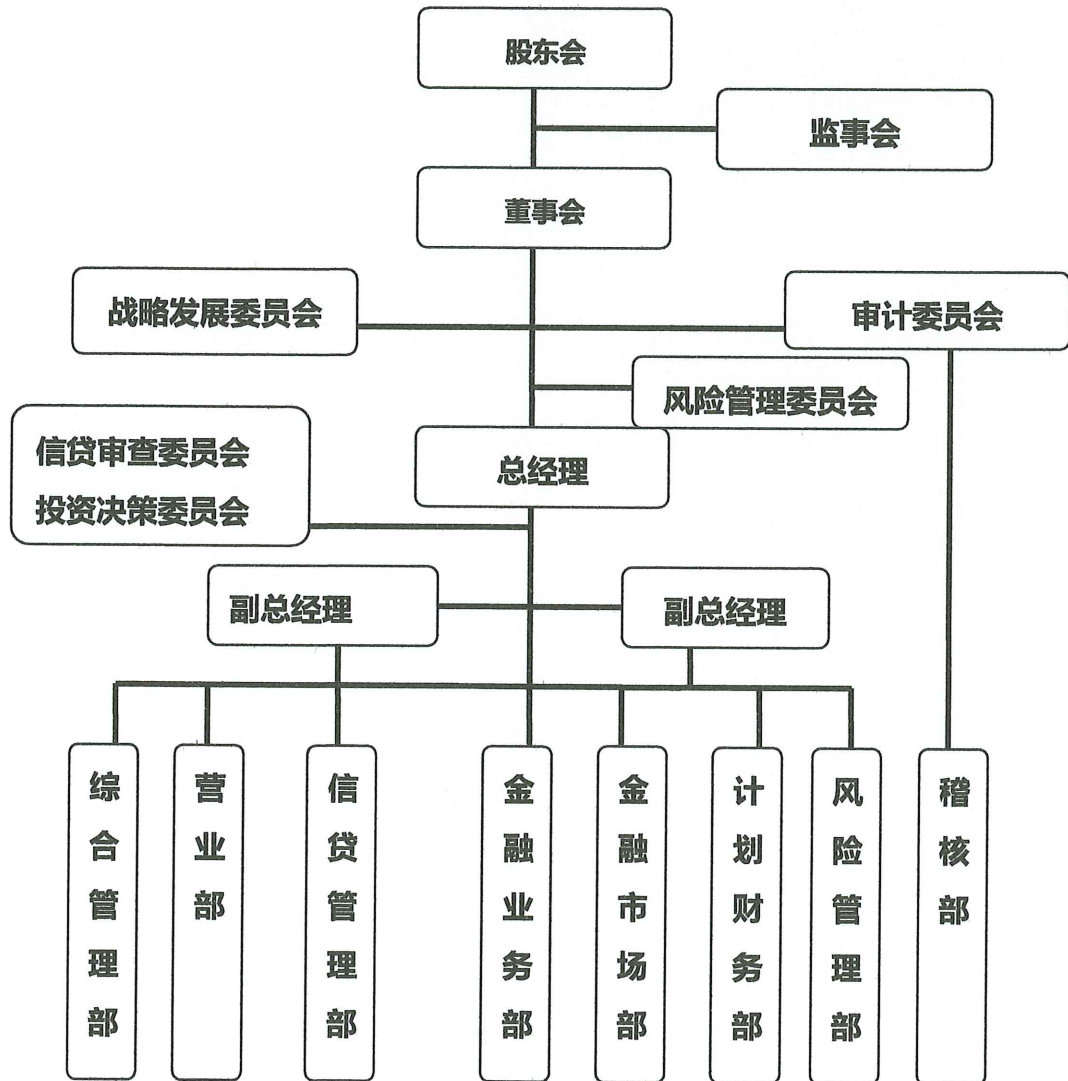 股东会
监事会
董事会
战略发展委员会
审计委员会
风险管理委员会
信贷审查委员会
投资决策委员会
总经理
副总经理
副总经理
综合管理部
营业部
信贷管理部
金融业务部
金融市场部
计划财务部
风险管理部
稽核部